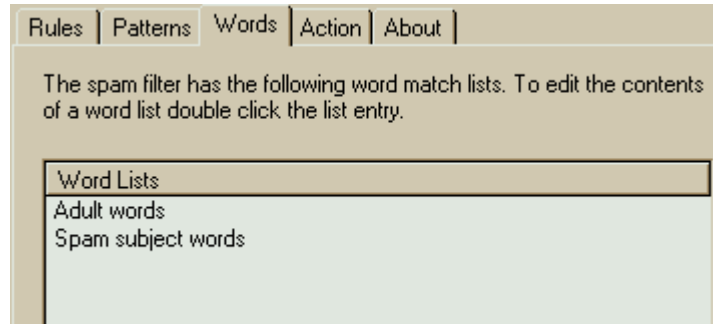 Rules Patterns Words Action About
The spam filter has the following word match lists. To edit the contents
of a word list double click the list entry.
Word Lists
Adult words
Spam subject words